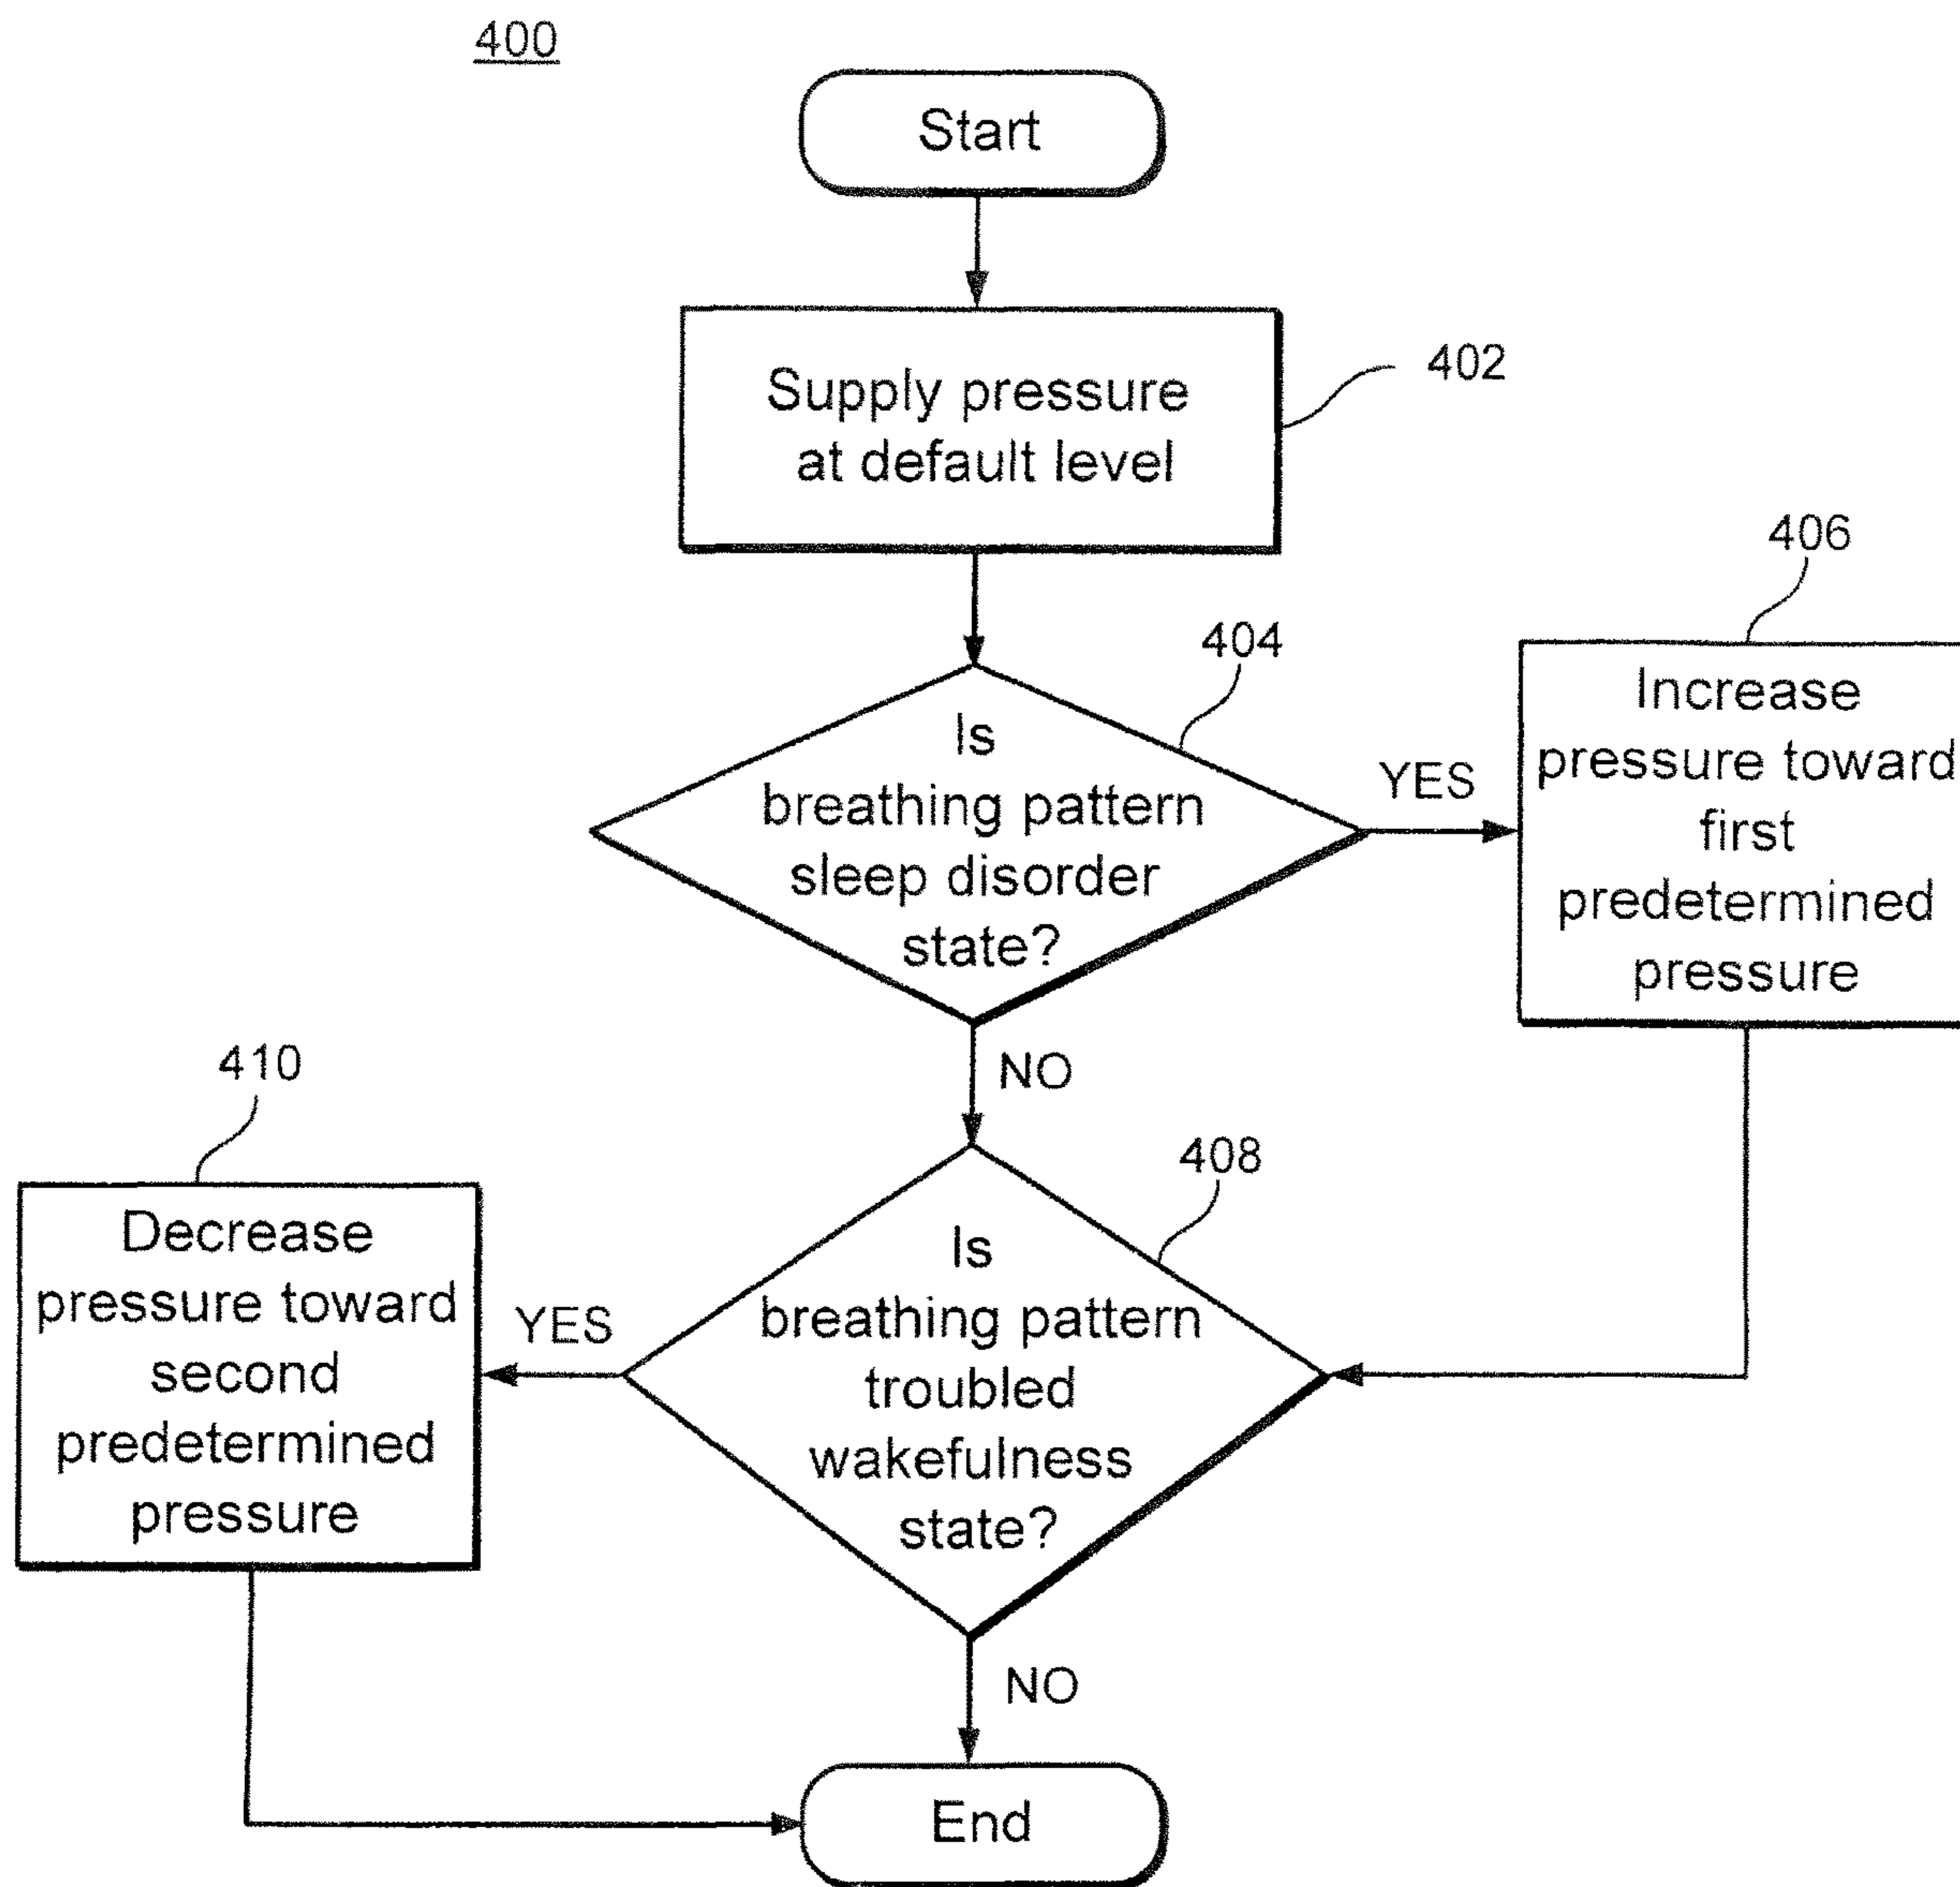 400
Start
Supply pressure
at default level
402
404
Is
breathing pattern
sleep disorder
state?
YES
406
Increase
pressure toward
first
predetermined
pressure
NO
408
Is
breathing pattern
troubled
wakefulness
state?
YES
410
Decrease
pressure toward
second
predetermined
pressure
NO
End